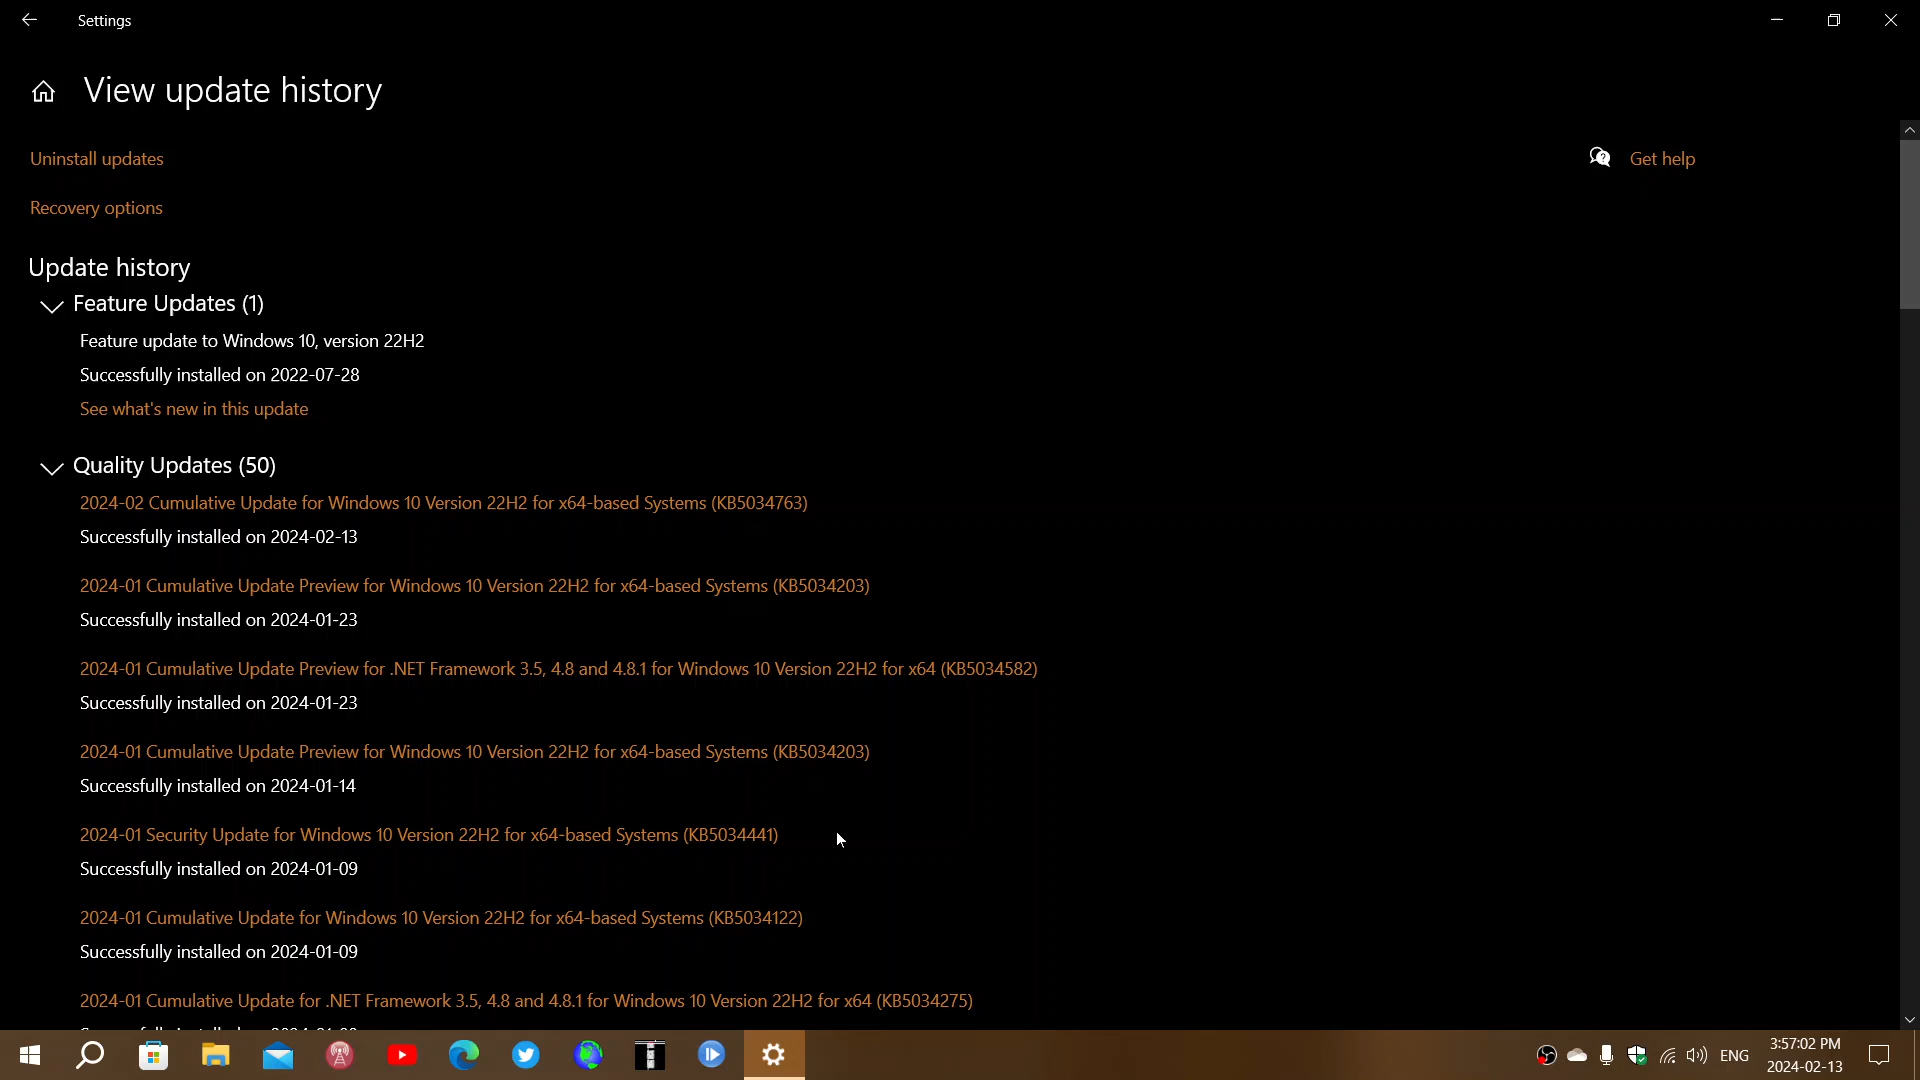 Settings
View update history
Uninstall updates
Get help
Recovery options
Update history
Feature Updates (1)
Feature update to Windows 10, version 22H2
Successfully installed on 2022-07-28
See what's new in this update
Quality Updates (50)
2024-02 Cumulative Update for Windows 10 Version 22H2 for x64-based Systems (KB5034763)
Successfully installed on 2024-02-13
2024-01 Cumulative Update Preview for Windows 10 Version 22H2 for x64-based Systems (KB5034203)
Successfully installed on 2024-01-23
2024-01 Cumulative Update Preview for .NET Framework 3.5, 4.8 and 4.8.1 for Windows 10 Version 22H2 for x64 (KB5034582)
Successfully installed on 2024-01-23
2024-01 Cumulative Update Preview for Windows 10 Version 22H2 for x64-based Systems (KB5034203)
Successfully installed on 2024-01-14
2024-01 Security Update for Windows 10 Version 22H2 for x64-based Systems (KB5034441)
Successfully installed on 2024-01-09
2024-01 Cumulative Update for Windows 10 Version 22H2 for x64-based Systems (KB5034122)
Successfully installed on 2024-01-09
2024-01 Cumulative Update for .NET Framework 3.5, 4.8 and 4.8.1 for Windows 10 Version 22H2 for x64 (KB5034275)
ENG
3:57:02 PM
2024-02-13